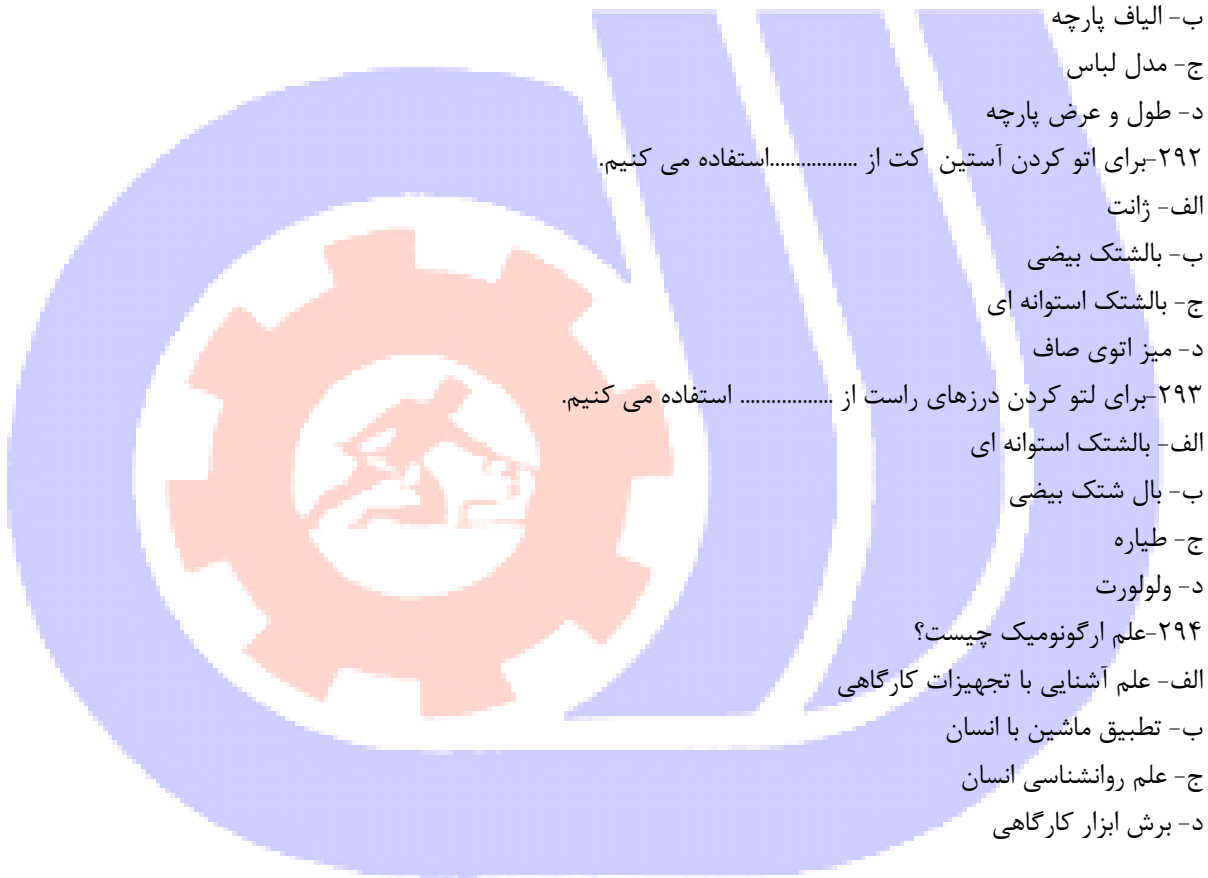 ب- الیاف پارچه
ج- مدل لباس
د- طول و عرض پارچه
۲۹۲-برای اتو کردن آستین کت از .................استفاده می کنیم.
الف- ژانت
ب- بالشتک بیضی
ج- بالشتک استوانه ای
د- میز اتوی صاف
۲۹۳-برای لتو کردن درزهای راست از .................. استفاده می کنیم.
الف- بالشتک استوانه ای
ب- بال شتک بیضی
ج- طیاره
د- ولولورت
۲۹۴-علم ارگونومیک چیست؟
الف- علم آشنایی با تجهیزات کارگاهی
ب- تطبیق ماشین با انسان
ج- علم روانشناسی انسان
د- برش ابزار کارگاهی